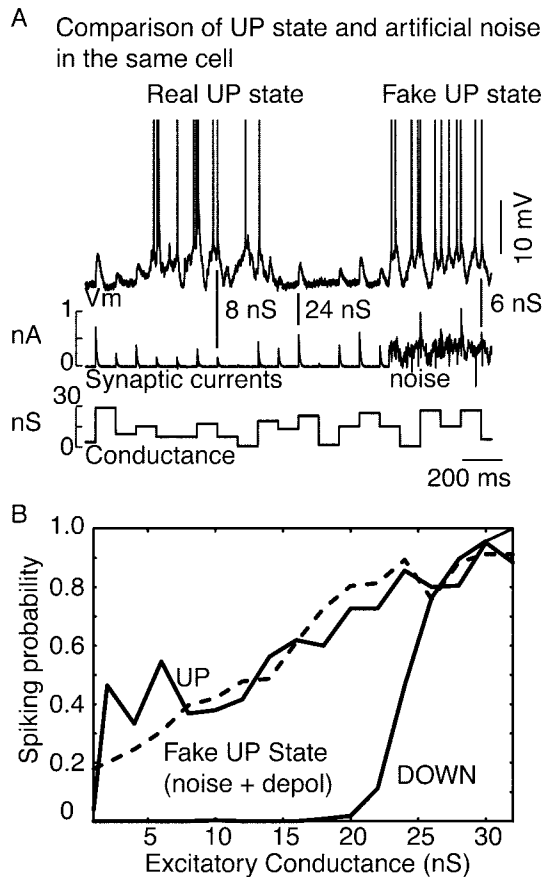 A
Comparison of UP state and artificial noise
in the same cell
Real UP state
Fake UP state
10 mV
Vm
8 nS
24 nS
6 nS
1
nA
0
Synaptic currents
noise
30
nS
0
Conductance
200 ms
B
1.0
0.8
0.6
0.4
0.2
0
Spiking probability
UP
Fake UP State
(noise + depol)
DOWN
5 10 15 20 25 30
Excitatory Conductance (nS)